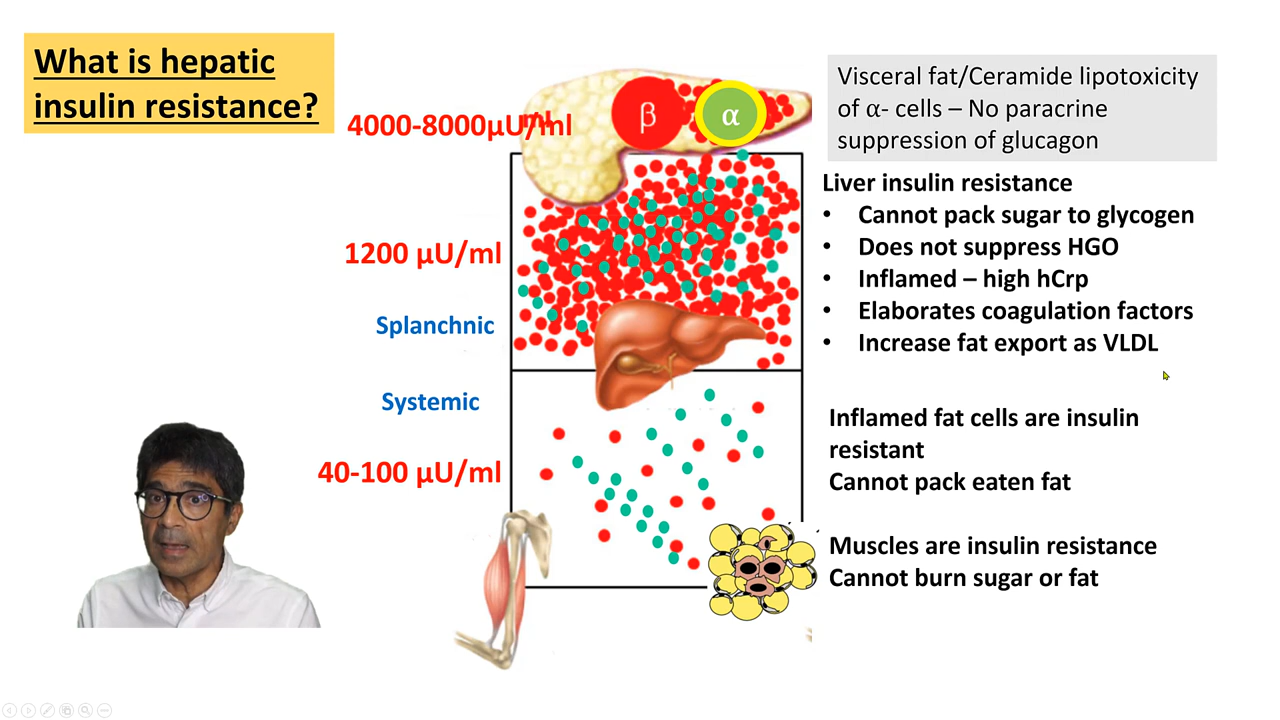 What is hepatic
insulin resistance?
4000-8000µU/ml
β
α
1200 µU/ml
Splanchnic
Systemic
40-100 µU/ml
Visceral fat/Ceramide lipotoxicity
of α- cells – No paracrine
suppression of glucagon
Liver insulin resistance
• Cannot pack sugar to glycogen
• Does not suppress HGO
• Inflamed – high hCrp
• Elaborates coagulation factors
• Increase fat export as VLDL
Inflamed fat cells are insulin
resistant
Cannot pack eaten fat
Muscles are insulin resistance
Cannot burn sugar or fat